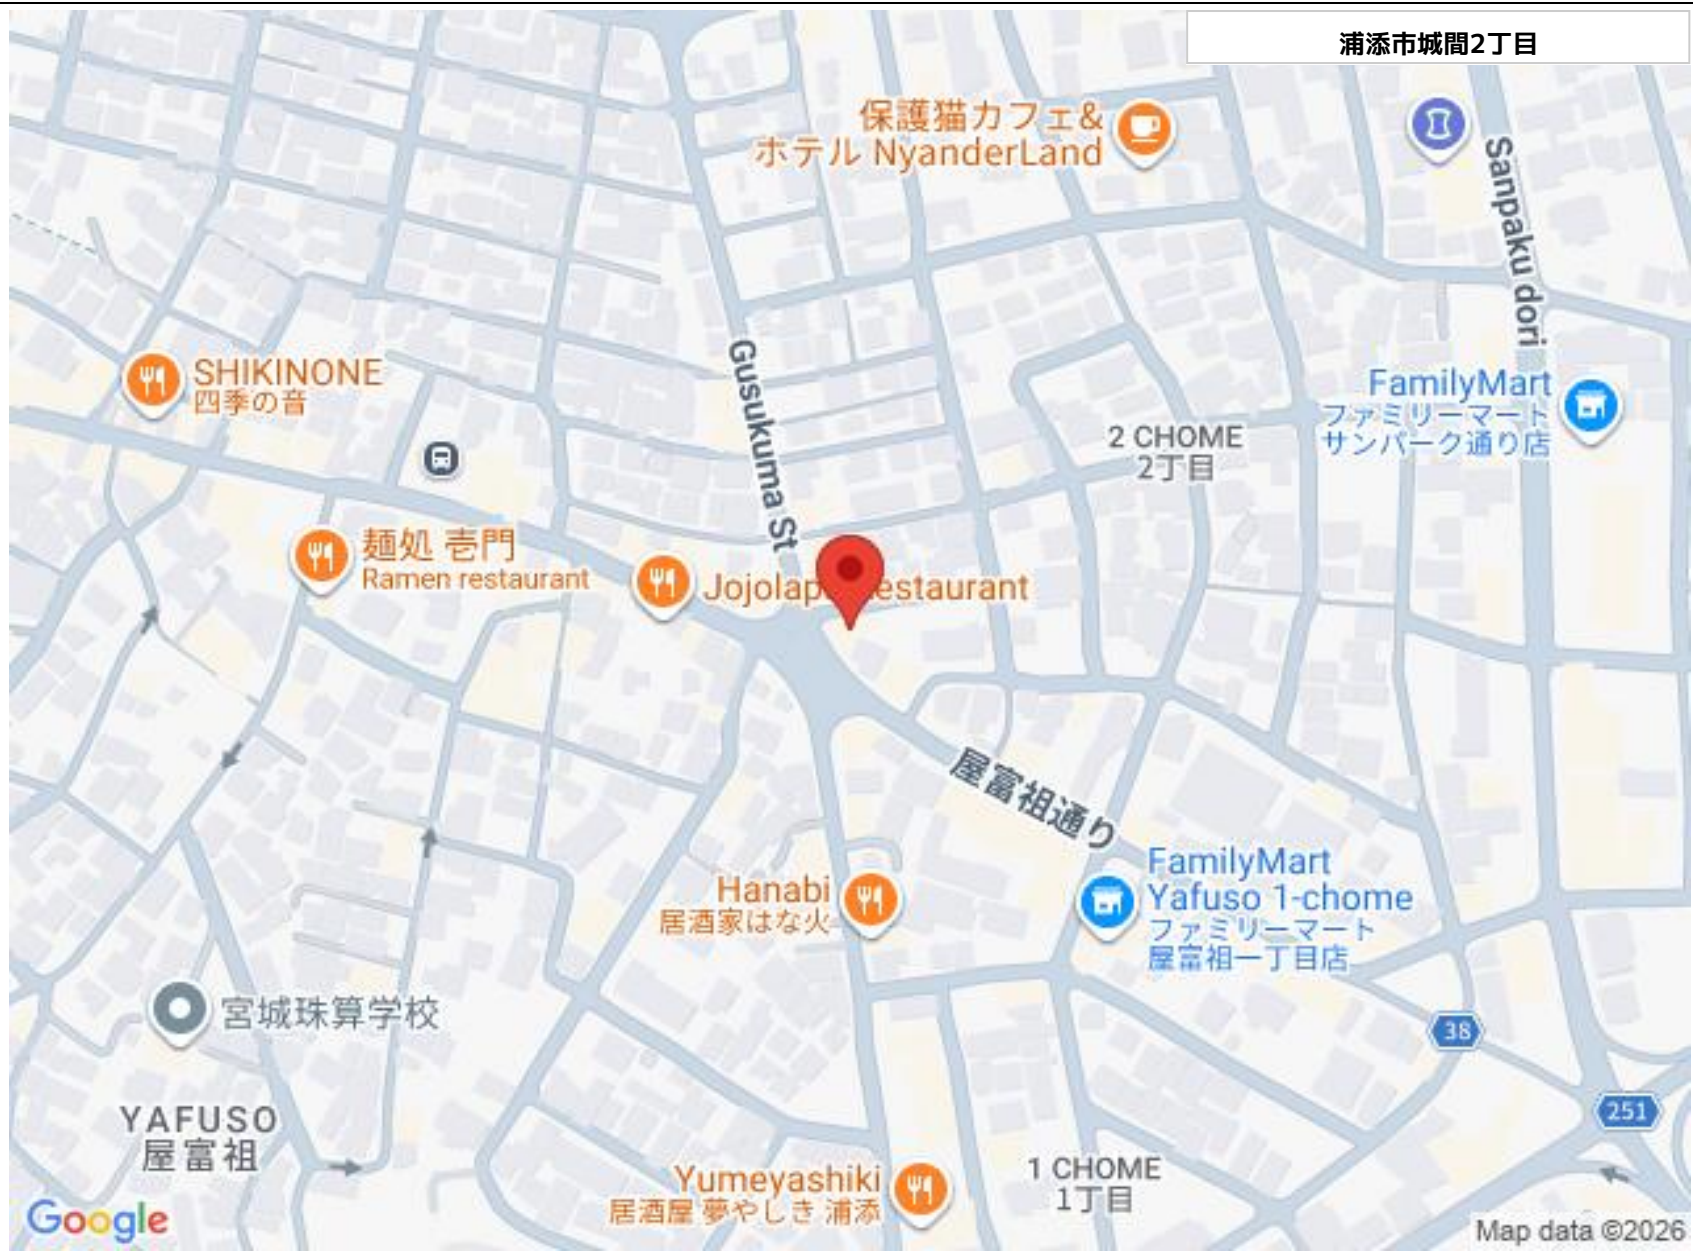 浦添市城間2丁目
保護猫カフェ&
ホテル NyanderLand
Sanpaku dori
SHIKINONE
四季の音
Gusukuma St
FamilyMart
ファミリーマート
サンパーク通り店
2 CHOME
2丁目
麺処 壱門
Ramen restaurant
屋富祖通り
FamilyMart
Yafuso 1-chome
ファミリーマート
屋富祖一丁目店
Hanabi
居酒家はな火
宮城珠算学校
38
251
YAFUSO
屋富祖
Yumeyashiki
居酒屋 夢やしき 浦添
1 CHOME
1丁目
Google
Map data ©2026